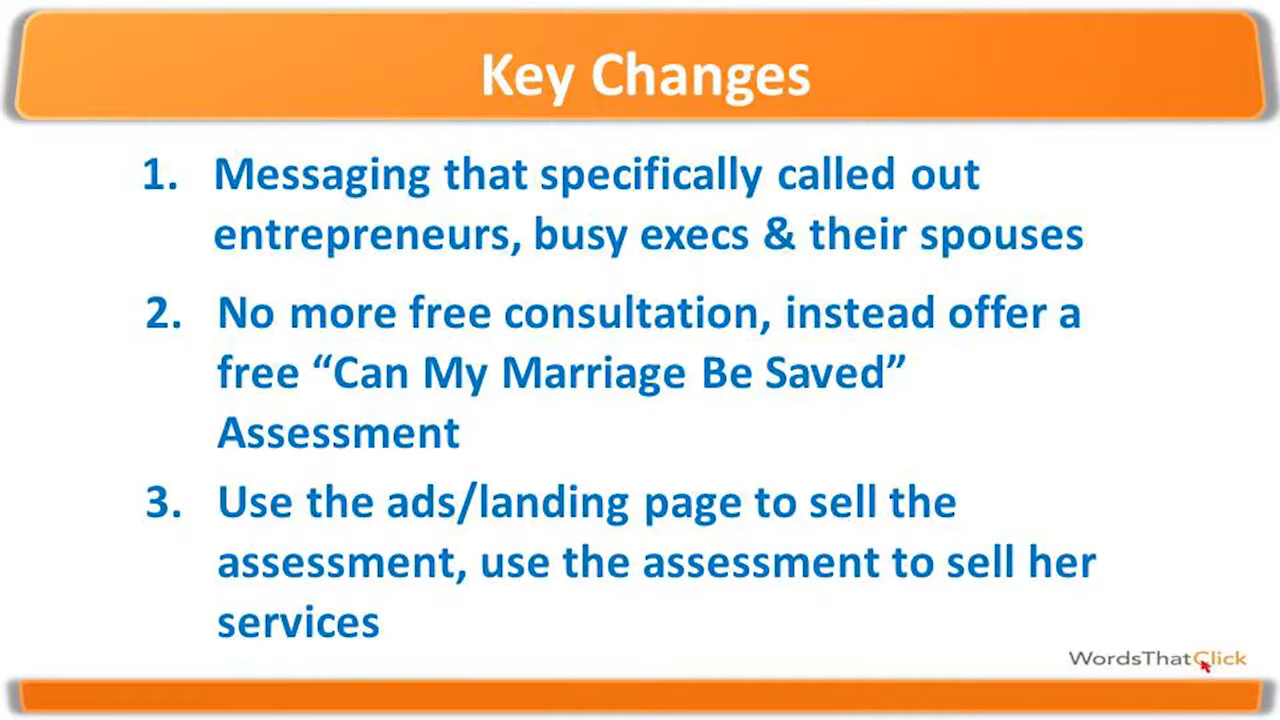 Key Changes
1. Messaging that specifically called out
entrepreneurs, busy execs & their spouses
2. No more free consultation, instead offer a
free “Can My Marriage Be Saved”
Assessment
3. Use the ads/landing page to sell the
assessment, use the assessment to sell her
services
WordsThatClick